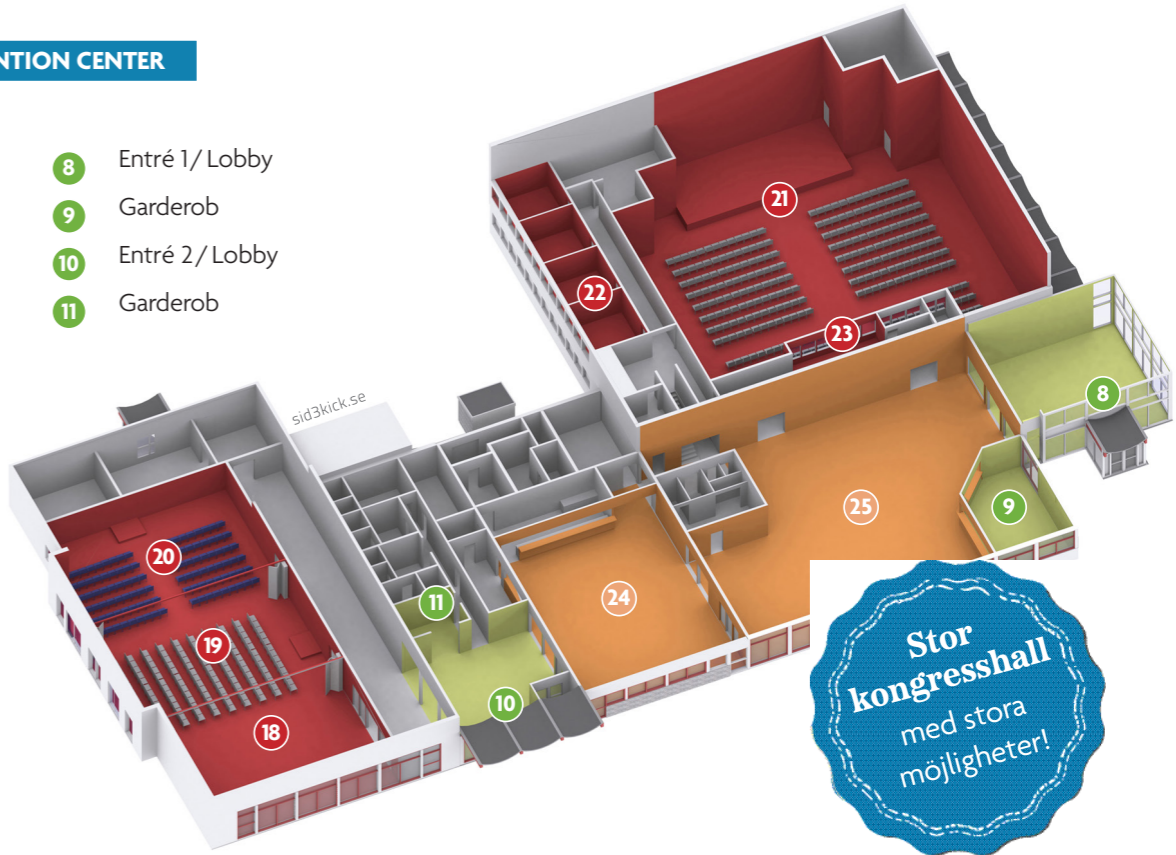 NTION CENTER
8 Entré 1/ Lobby
9 Garderob
10 Entré 2/ Lobby
11 Garderob
sid3kick.se
21
22
23
8
9
25
24
20
11
19
10
18
Stor
kongresshall
med stora
möjligheter!